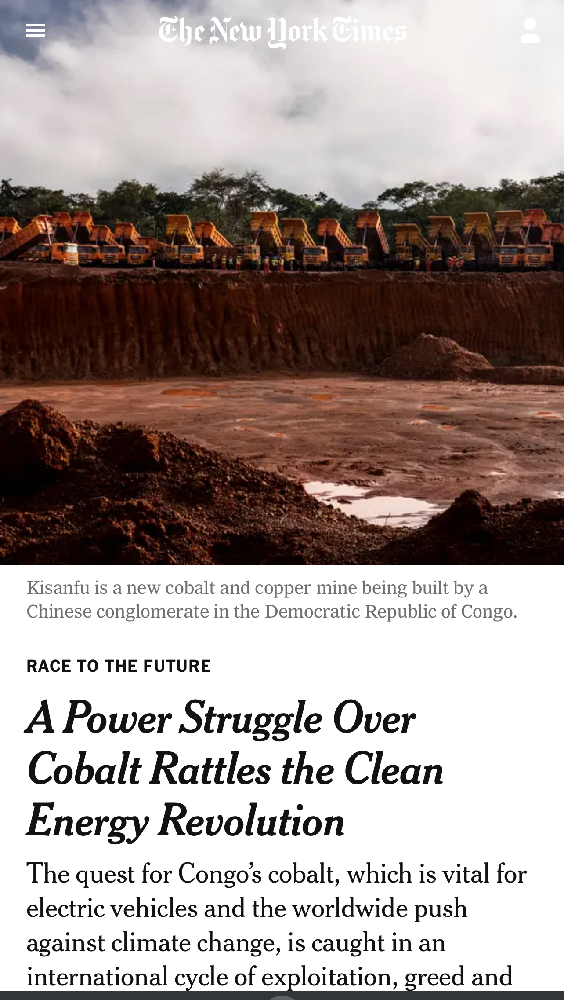 The New York Times
Kisanfu is a new cobalt and copper mine being built by a
Chinese conglomerate in the Democratic Republic of Congo.
RACE TO THE FUTURE
A Power Struggle Over
Cobalt Rattles the Clean
Energy Revolution
The quest for Congo’s cobalt, which is vital for
electric vehicles and the worldwide push
against climate change, is caught in an
international cycle of exploitation, greed and